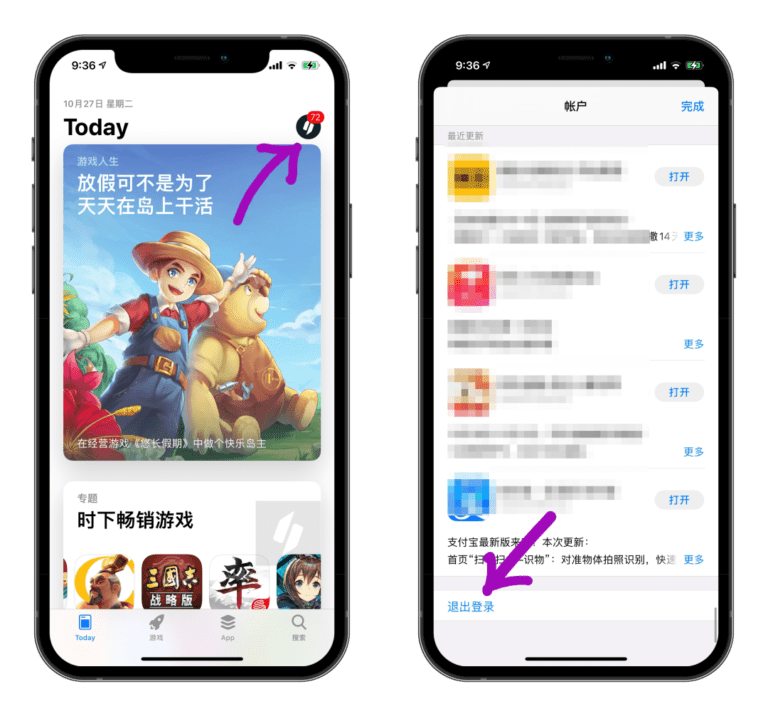 9:36
10月27日 星期二
Today
72
游戏人生
放假可不是为了
天天在岛上干活
在经营游戏《悠长假期》中做个快乐岛主
专题
时下畅销游戏
三國志
战略版
率
Today
游戏
App
搜索
9:36
帐户
完成
最近更新
打开
撒14天
更多
打开
更多
打开
更多
打开
支付宝最新版来
本次更新：
首页“扫
识物”：对准物体拍照识别，快速
更多
退出登录